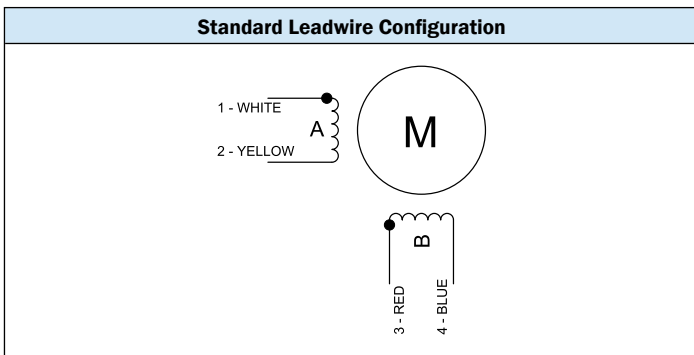 Standard Leadwire Configuration
1 - WHITE
A
2 - YELLOW
M
B
3 - RED
4 - BLUE